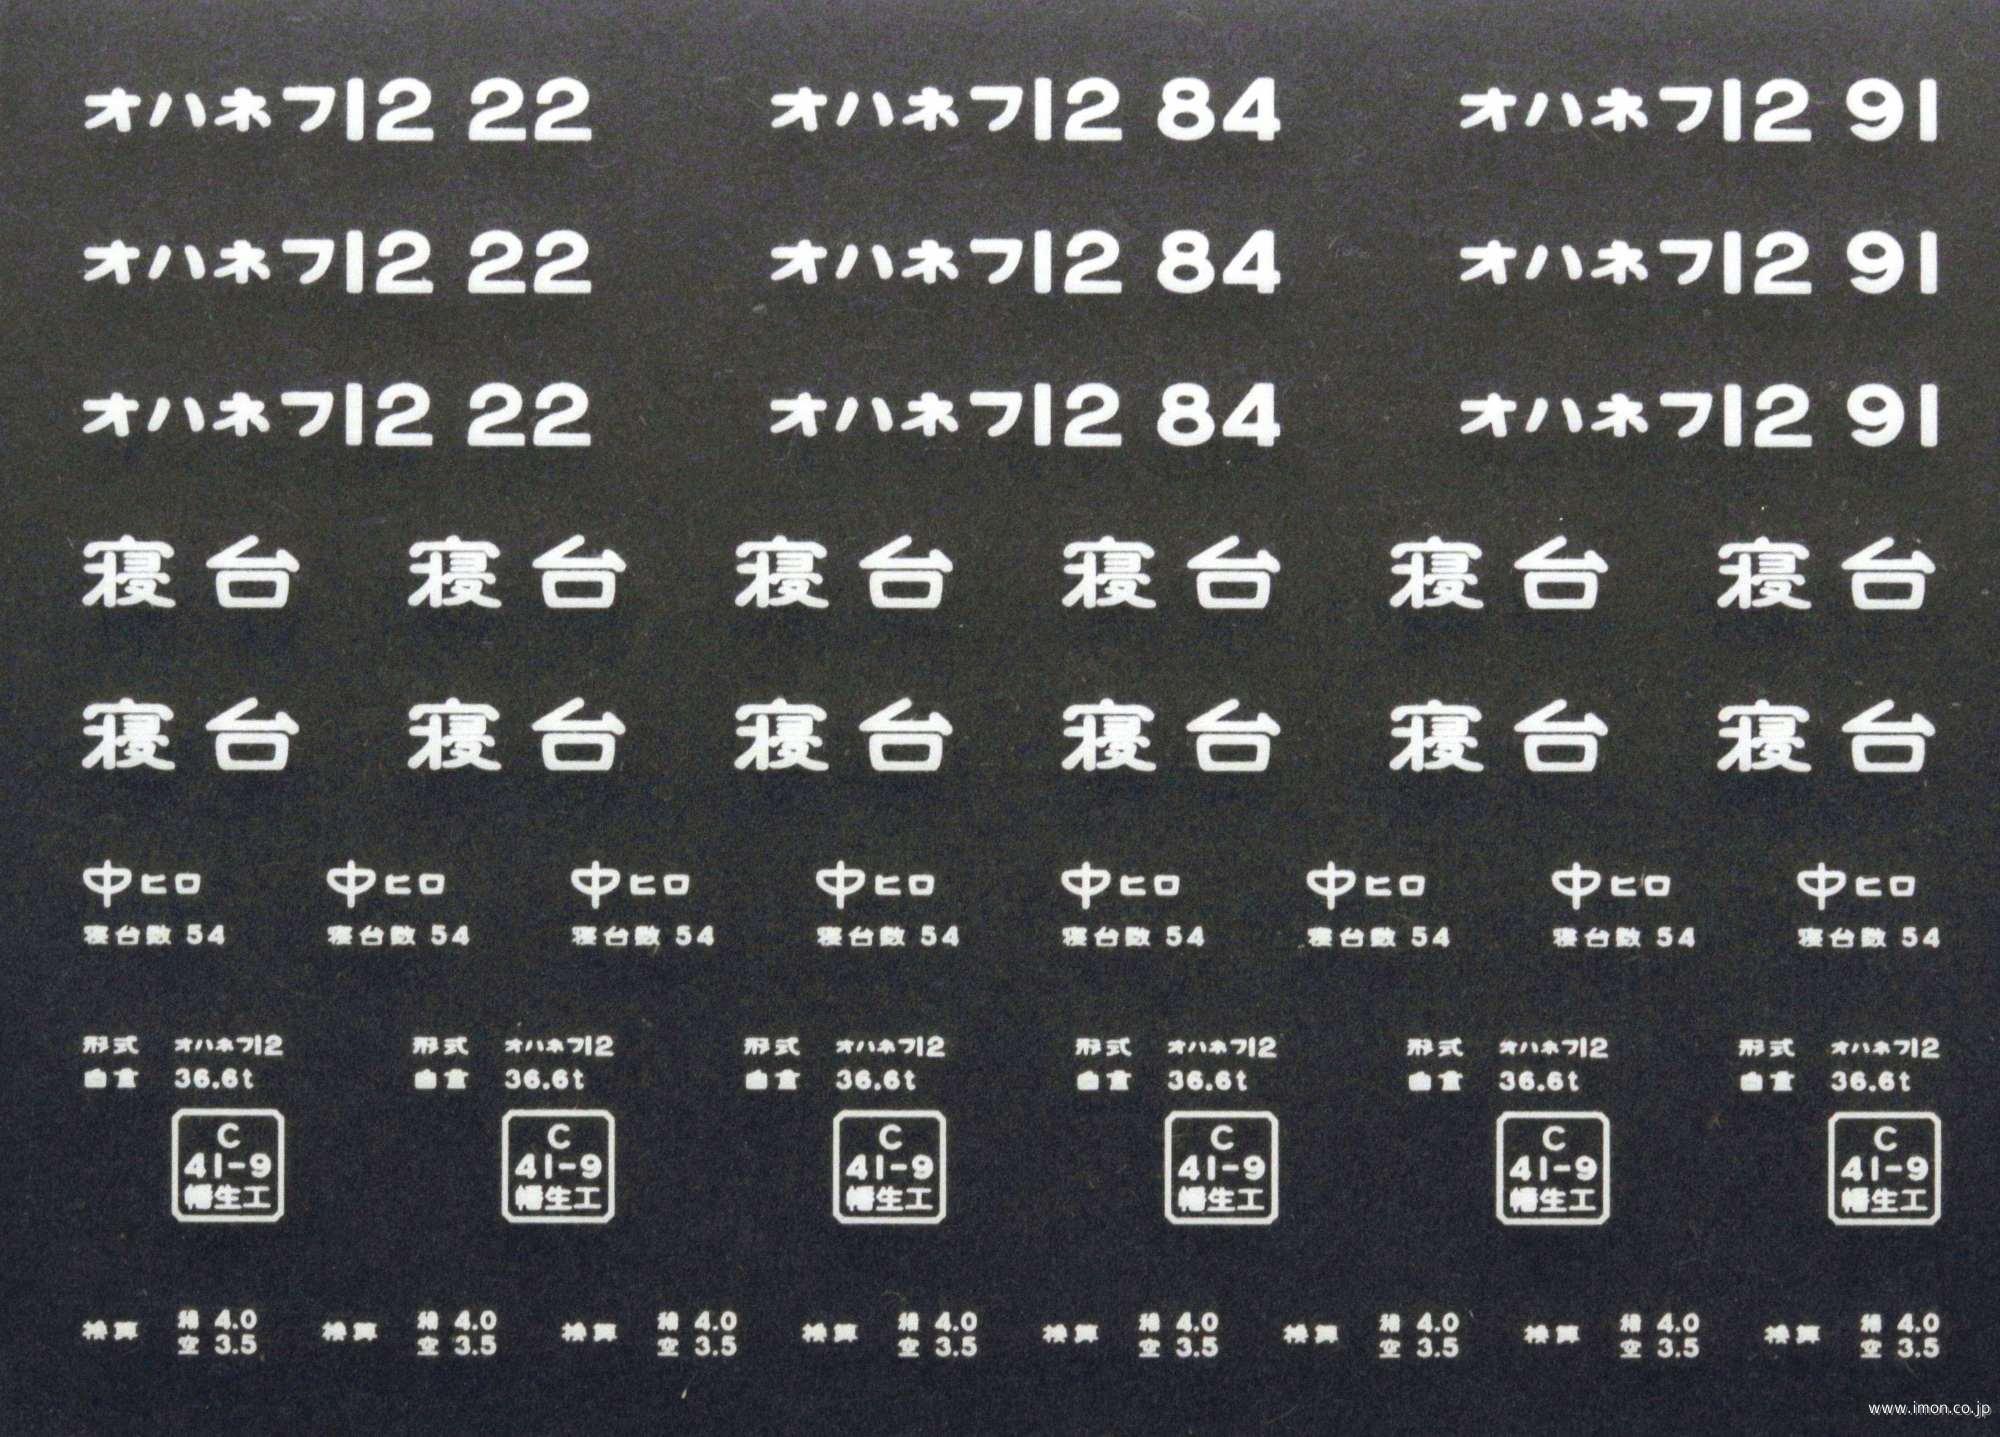 オハネフ12 22 オハネフ12 84 オハネフ12 91
オハネフ12 22 オハネフ12 84 オハネフ12 91
オハネフ12 22 オハネフ12 84 オハネフ12 91
寝台 寝台 寝台 寝台 寝台 寝台
寝台 寝台 寝台 寝台 寝台 寝台
中ヒロ 中ヒロ 中ヒロ 中ヒロ 中ヒロ 中ヒロ 中ヒロ 中ヒロ
寝台数 54 寝台数 54 寝台数 54 寝台数 54 寝台数 54 寝台数 54 寝台数 54 寝台数 54
形式 オハネフ12 形式 オハネフ12 形式 オハネフ12 形式 オハネフ12 形式 オハネフ12 形式 オハネフ12
自重 36.6t 自重 36.6t 自重 36.6t 自重 36.6t 自重 36.6t 自重 36.6t
C C C C C C
41-9 41-9 41-9 41-9 41-9 41-9
幡生工 幡生工 幡生工 幡生工 幡生工 幡生工
換算 積 4.0 換算 積 4.0 換算 積 4.0 換算 積 4.0 換算 積 4.0 換算 積 4.0 換算 積 4.0 換算 積 4.0
空 3.5 空 3.5 空 3.5 空 3.5 空 3.5 空 3.5 空 3.5 空 3.5
www.imon.co.jp